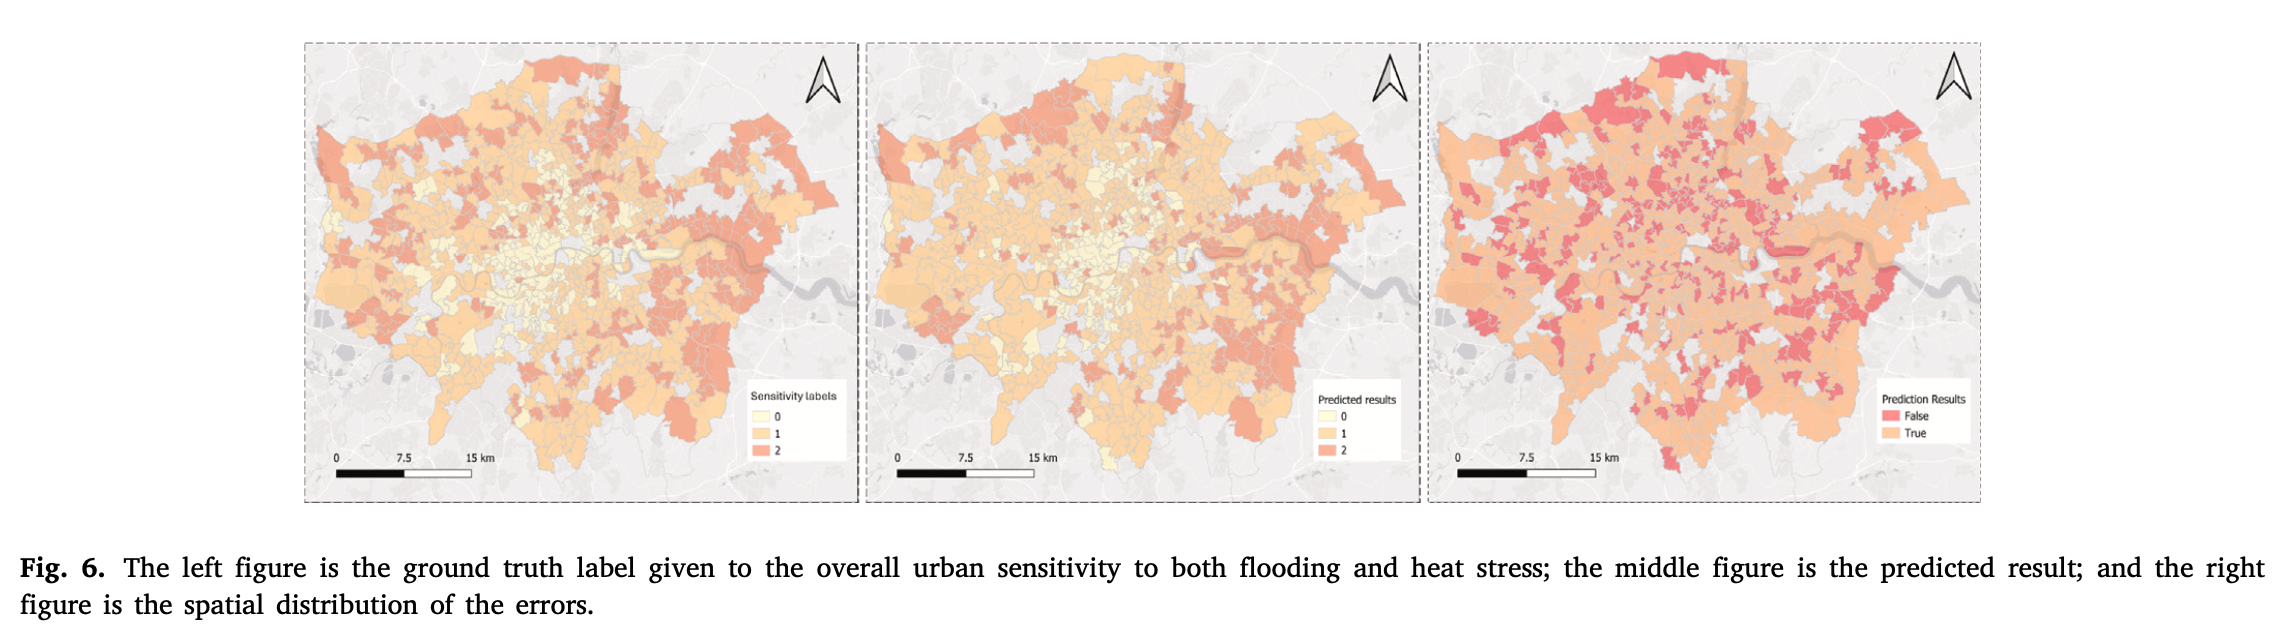 Sensitivity labels
0
1
2
0 7.5 15 km
Predicted results
0
1
2
0 7.5 15 km
Prediction Results
False
True
0 7.5 15 km
Fig. 6. The left figure is the ground truth label given to the overall urban sensitivity to both flooding and heat stress; the middle figure is the predicted result; and the right
figure is the spatial distribution of the errors.